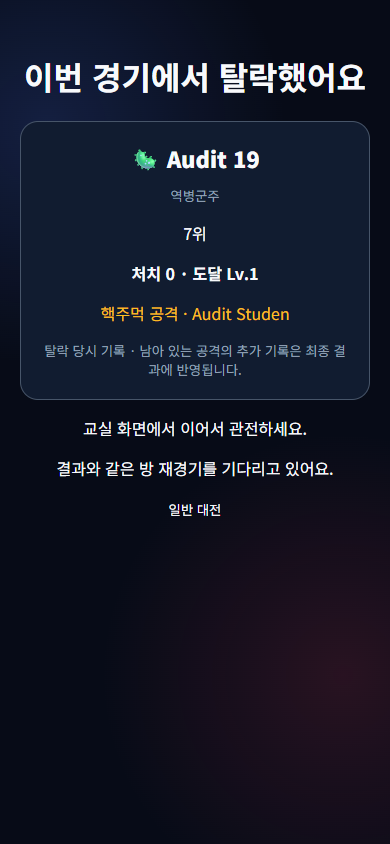 이번 경기에서 탈락했어요
Audit 19
역병군주
7위
처치 0 · 도달 Lv.1
핵주먹 공격 · Audit Studen
탈락 당시 기록 · 남아 있는 공격의 추가 기록은 최종 결
과에 반영됩니다.
교실 화면에서 이어서 관전하세요.
결과와 같은 방 재경기를 기다리고 있어요.
일반 대전